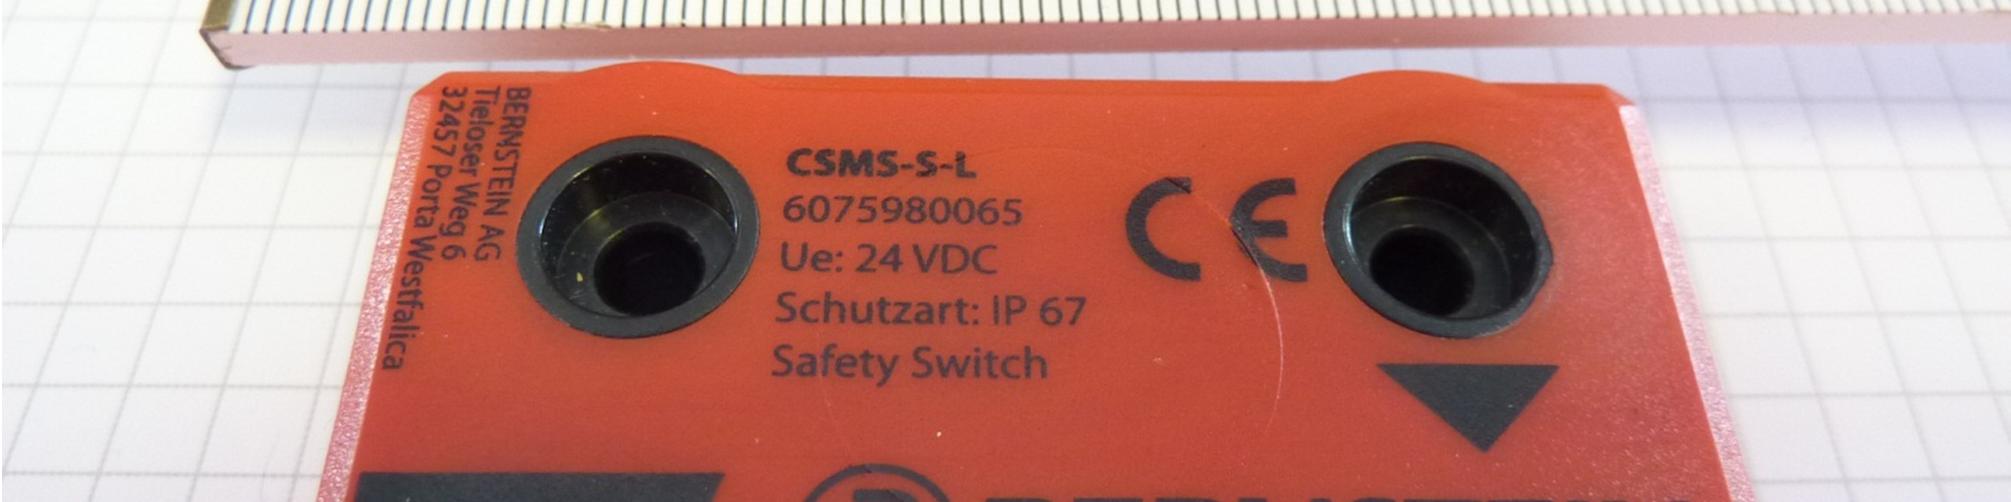 BERNSTEIN AG
Tieloser Weg 6
32457 Porta Westfalica
CSMS-S-L
6075980065
Ue: 24 VDC
Schutzart: IP 67
Safety Switch
CE